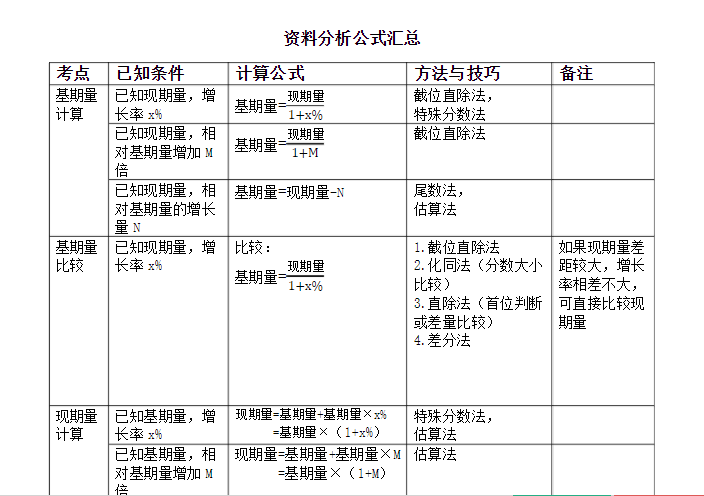 资料分析公式汇总
考点 已知条件 计算公式 方法与技巧 备注
基期量
计算
已知现期量，增
长率 x%
基期量=现期量/1+x%
截位直除法，
特殊分数法
已知现期量，相
对基期量增加 M
倍
基期量=现期量/1+M
截位直除法
已知现期量，相
对基期量的增长
量 N
基期量=现期量-N
尾数法，
估算法
基期量
比较
已知现期量，增
长率 x%
比较：
基期量=现期量/1+x%
1.截位直除法
2.化同法（分数大小
比较）
3.直除法（首位判断
或差量比较）
4.差分法
如果现期量差
距较大，增长
率相差不大，
可直接比较现
期量
现期量
计算
已知基期量，增
长率 x%
现期量=基期量+基期量×x%
=基期量×（1+x%）
特殊分数法，
估算法
已知基期量，相
对基期量增加 M
倍
现期量=基期量+基期量×M
=基期量×（1+M）
估算法